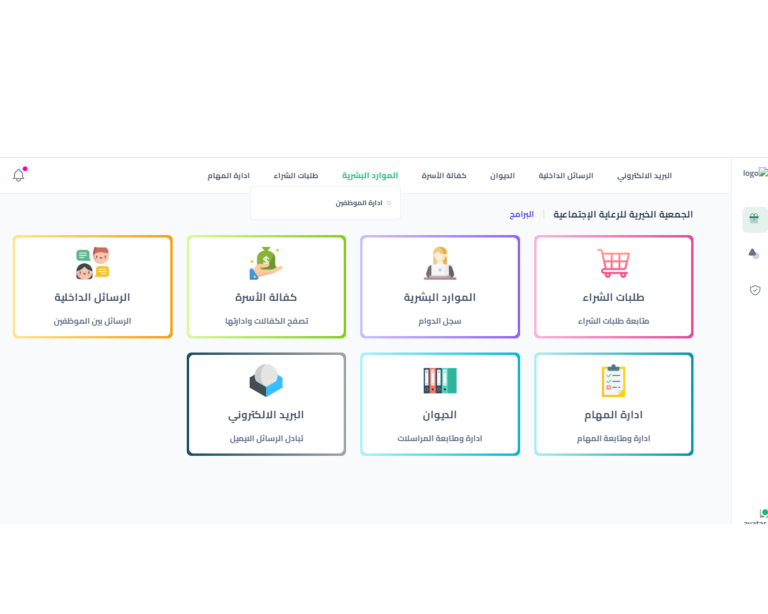 logo
البريد الالكتروني
الرسائل الداخلية
الديوان
كفالة الأسرة
الموارد البشرية
طلبات الشراء
ادارة المهام
ادارة الموظفين
الجمعية الخيرية للرعاية الإجتماعية
البرامج
طلبات الشراء
متابعة طلبات الشراء
الموارد البشرية
سجل الدوام
كفالة الأسرة
تصفح الكفالات وادارتها
الرسائل الداخلية
الرسائل بين الموظفين
ادارة المهام
ادارة ومتابعة المهام
الديوان
ادارة ومتابعة المراسلات
البريد الالكتروني
تبادل الرسائل الايميل
avatar